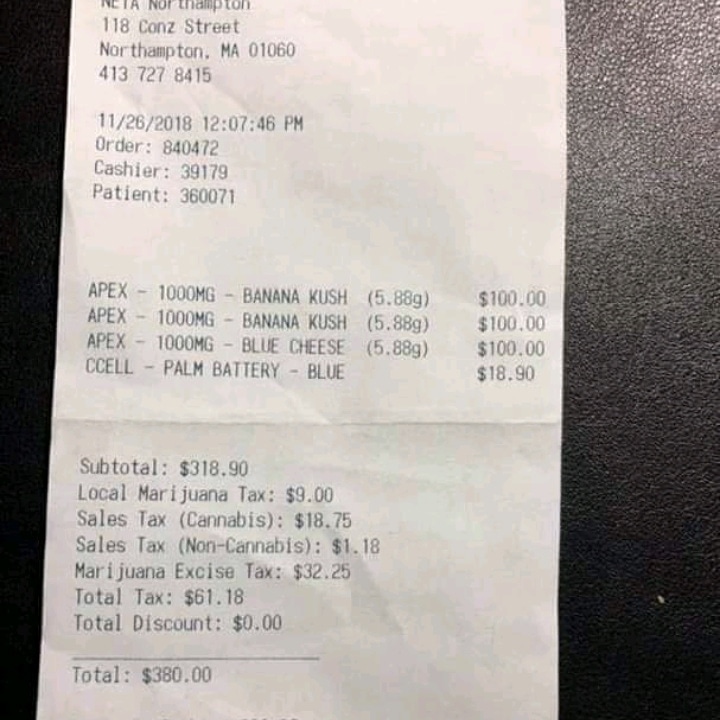 NETA Northampton
118 Conz Street
Northampton, MA 01060
413 727 8415
11/26/2018 12:07:46 PM
Order: 840472
Cashier: 39179
Patient: 360071
APEX - 1000MG - BANANA KUSH (5.88g) $100.00
APEX - 1000MG - BANANA KUSH (5.88g) $100.00
APEX - 1000MG - BLUE CHEESE (5.88g) $100.00
CCELL - PALM BATTERY - BLUE $18.90
Subtotal: $318.90
Local Marijuana Tax: $9.00
Sales Tax (Cannabis): $18.75
Sales Tax (Non-Cannabis): $1.18
Marijuana Excise Tax: $32.25
Total Tax: $61.18
Total Discount: $0.00
Total: $380.00